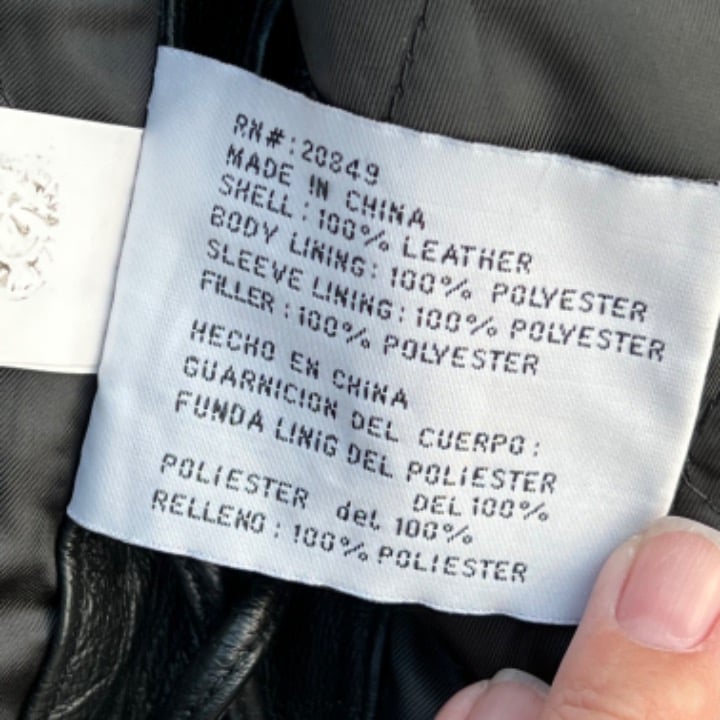 RN#:20849
MADE IN CHINA
SHELL:100% LEATHER
BODY LINING: 100% POLYESTER
SLEEVE LINING: 100% POLYESTER
FILLER:100% POLYESTER
HECHO EN CHINA
GUARNICION DEL CUERPO:
FUNDA LINIG DEL POLIESTER
DEL 100%
POLIESTER del 100%
RELLENO: 100% POLIESTER